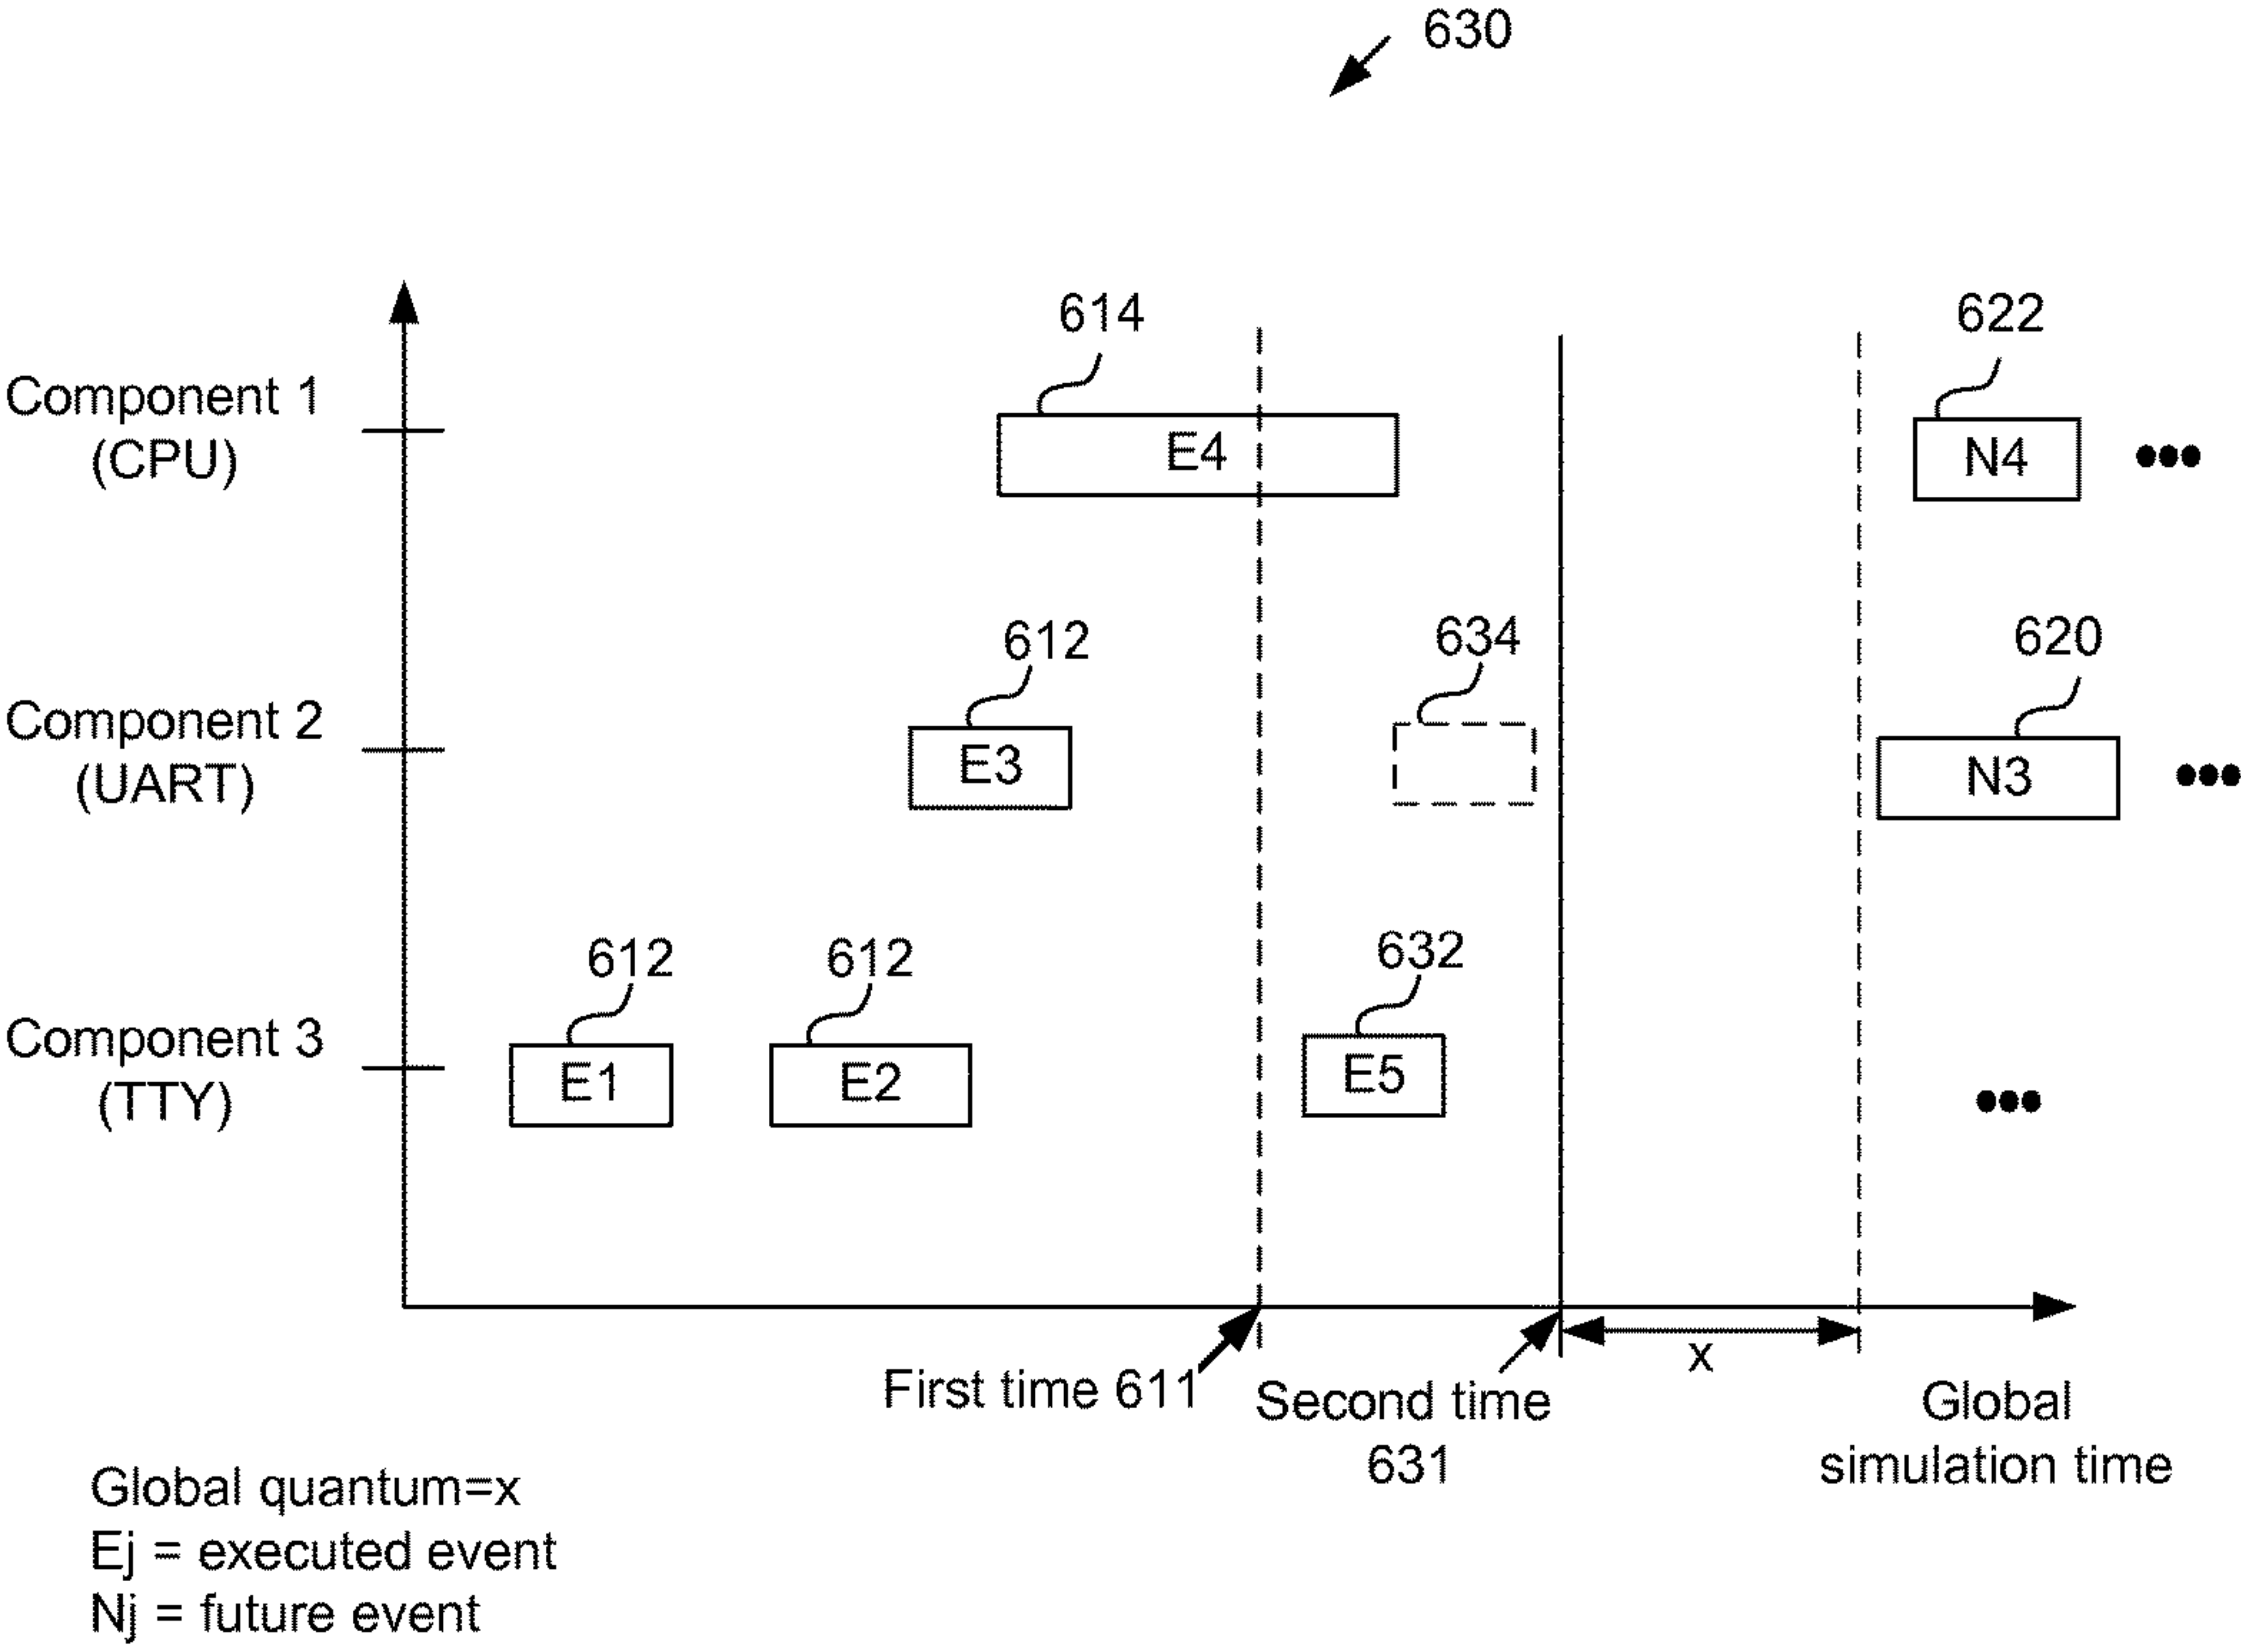 630
614
622
Component 1
(CPU)
E4
N4
612
634
620
Component 2
(UART)
E3
N3
612
612
632
Component 3
(TTY)
E1
E2
E5
First time 611
Second time
631
x
Global
simulation time
Global quantum=x
Ej = executed event
Nj = future event